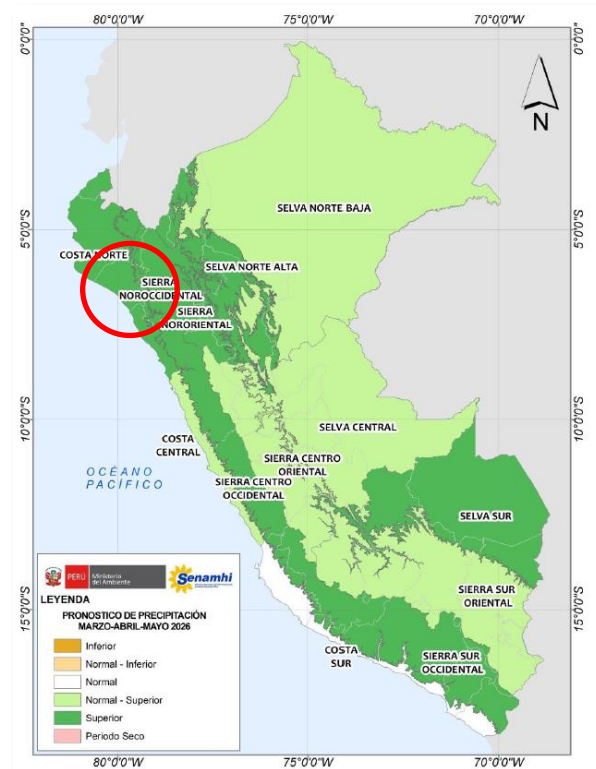 80°0'0"W 75°0'0"W 70°0'0"W
0°0'0" 0°0'0"
N
SELVA NORTE BAJA
5°0'0"S 5°0'0"S
COSTA NORTE
SELVA NORTE ALTA
SIERRA
NOROCCIDENTAL
SIERRA
NORORIENTAL
10°0'0"S 10°0'0"S
SELVA CENTRAL
COSTA
CENTRAL
SIERRA CENTRO
ORIENTAL
OCÉANO
PACÍFICO
SIERRA CENTRO
OCCIDENTAL
SELVA SUR
PERÚ Ministerio
del Ambiente
Senamhi
LEYENDA
PRONOSTICO DE PRECIPITACIÓN
MARZO-ABRIL-MAYO 2026
Inferior
Normal - Inferior
Normal
Normal - Superior
Superior
Periodo Seco
SIERRA SUR
ORIENTAL
15°0'0"S 15°0'0"S
COSTA
SUR
SIERRA SUR
OCCIDENTAL
80°0'0"W 75°0'0"W 70°0'0"W